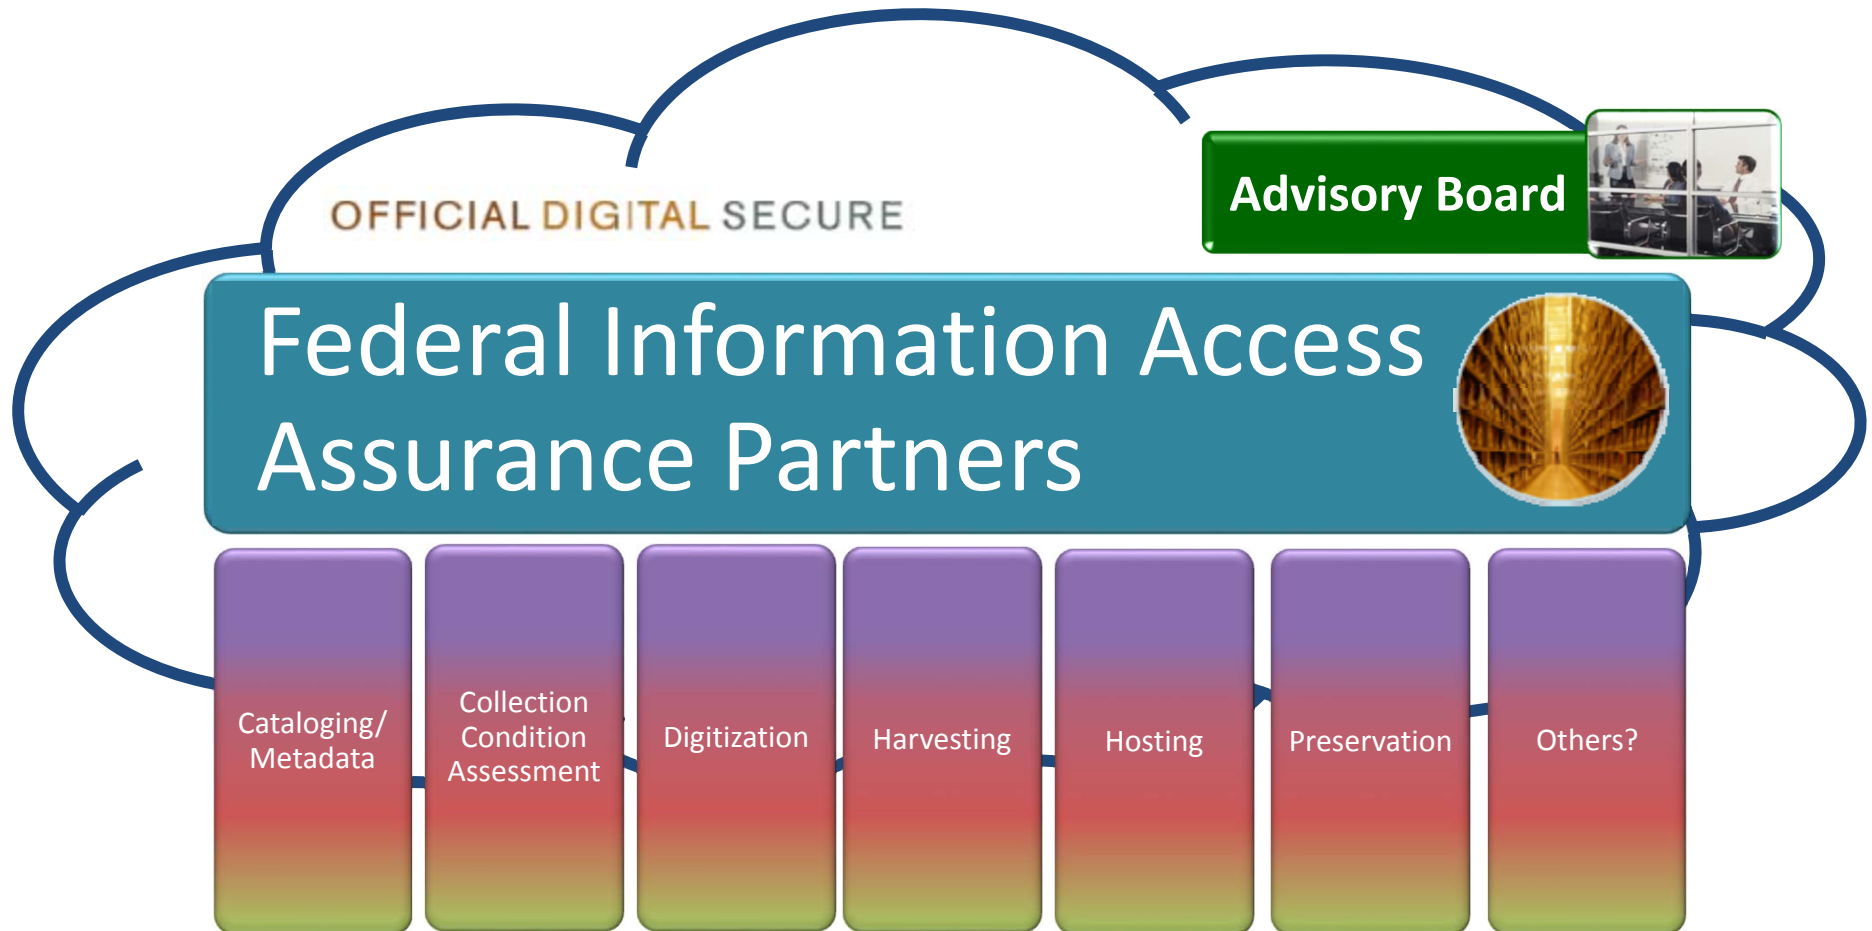 OFFICIAL DIGITAL SECURE
Advisory Board
Federal Information Access
Assurance Partners
Cataloging/
Metadata
Collection
Condition
Assessment
Digitization
Harvesting
Hosting
Preservation
Others?